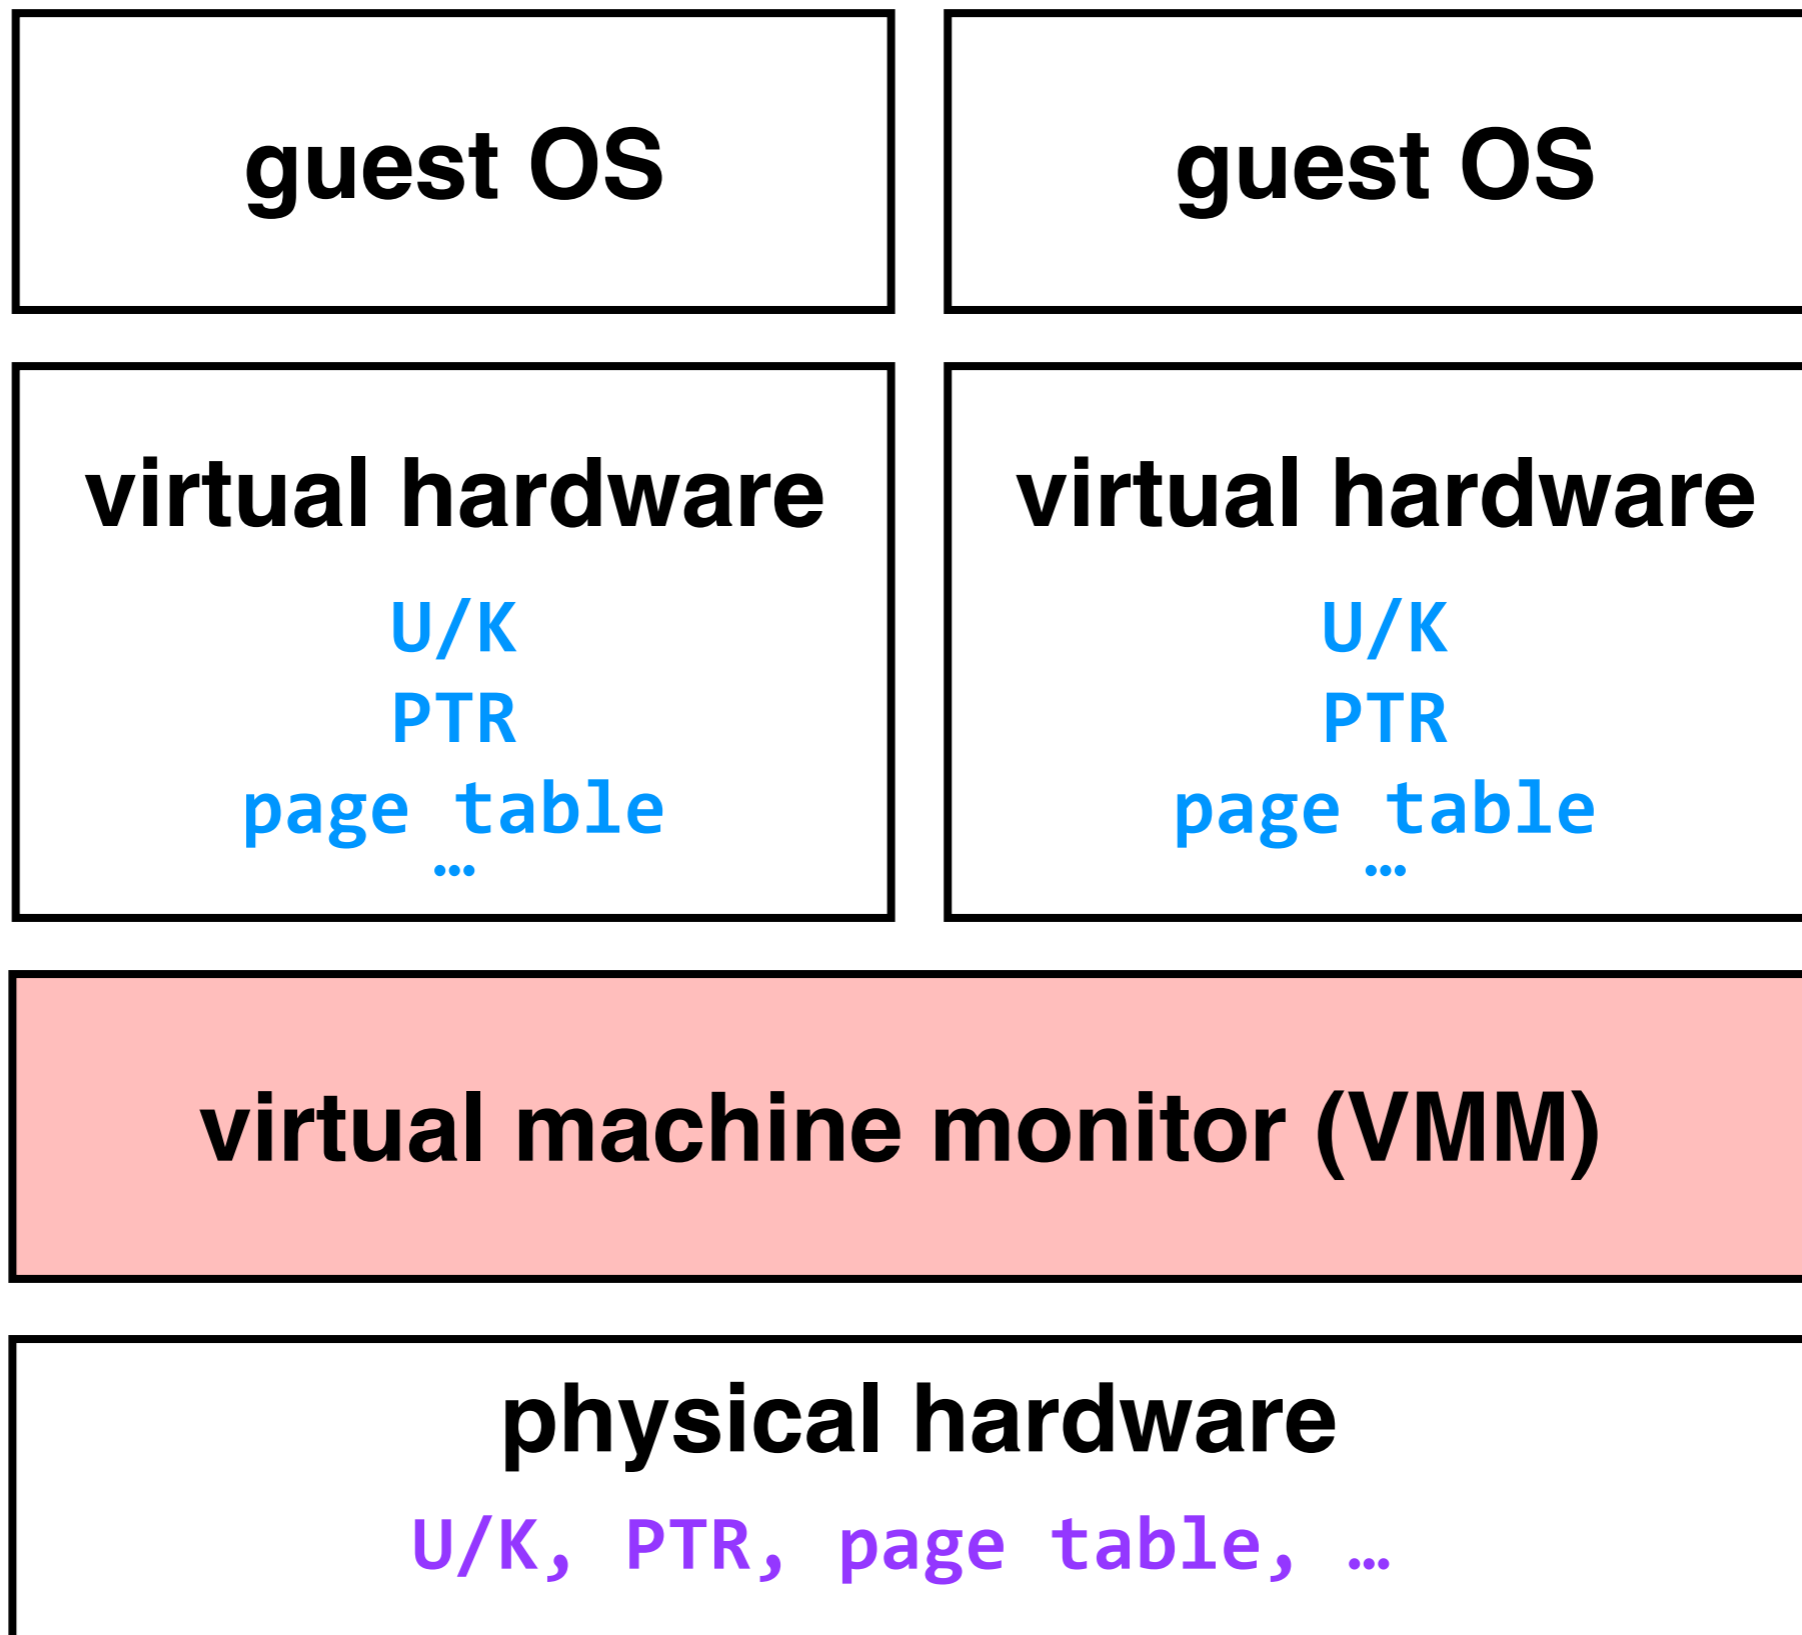 guest OS
guest OS
virtual hardware
U/K
PTR
page table
…
virtual hardware
U/K
PTR
page table
…
virtual machine monitor (VMM)
physical hardware
U/K, PTR, page table, …